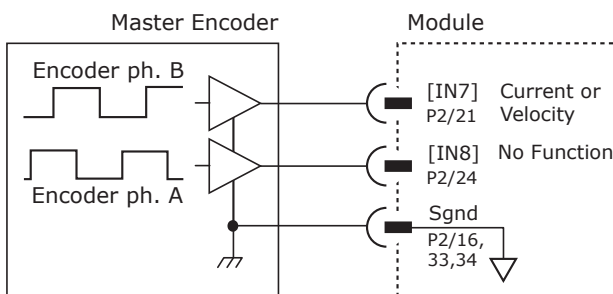 Master Encoder
Module
Encoder ph. B
Encoder ph. A
[IN7] Current or
P2/21 Velocity
[IN8] No Function
P2/24
Sgnd
P2/16,
33,34